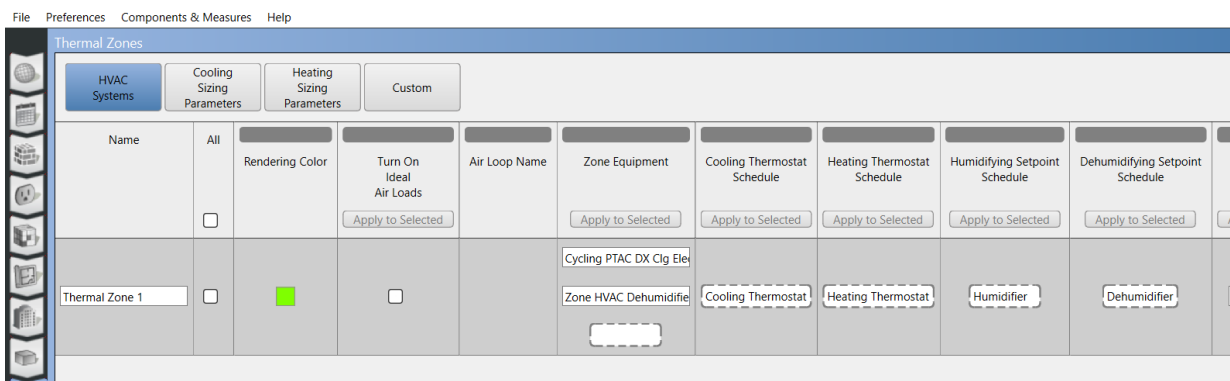 File Preferences Components & Measures Help
Thermal Zones
HVAC
Systems
Cooling
Sizing
Parameters
Heating
Sizing
Parameters
Custom
Name
All
Rendering Color
Turn On
Ideal
Air Loads
Apply to Selected
Air Loop Name
Zone Equipment
Apply to Selected
Cooling Thermostat
Schedule
Apply to Selected
Heating Thermostat
Schedule
Apply to Selected
Humidifying Setpoint
Schedule
Apply to Selected
Dehumidifying Setpoint
Schedule
Apply to Selected
Thermal Zone 1
Cycling PTAC DX Clg Ele
Zone HVAC Dehumidifie
Cooling Thermostat
Heating Thermostat
Humidifier
Dehumidifier